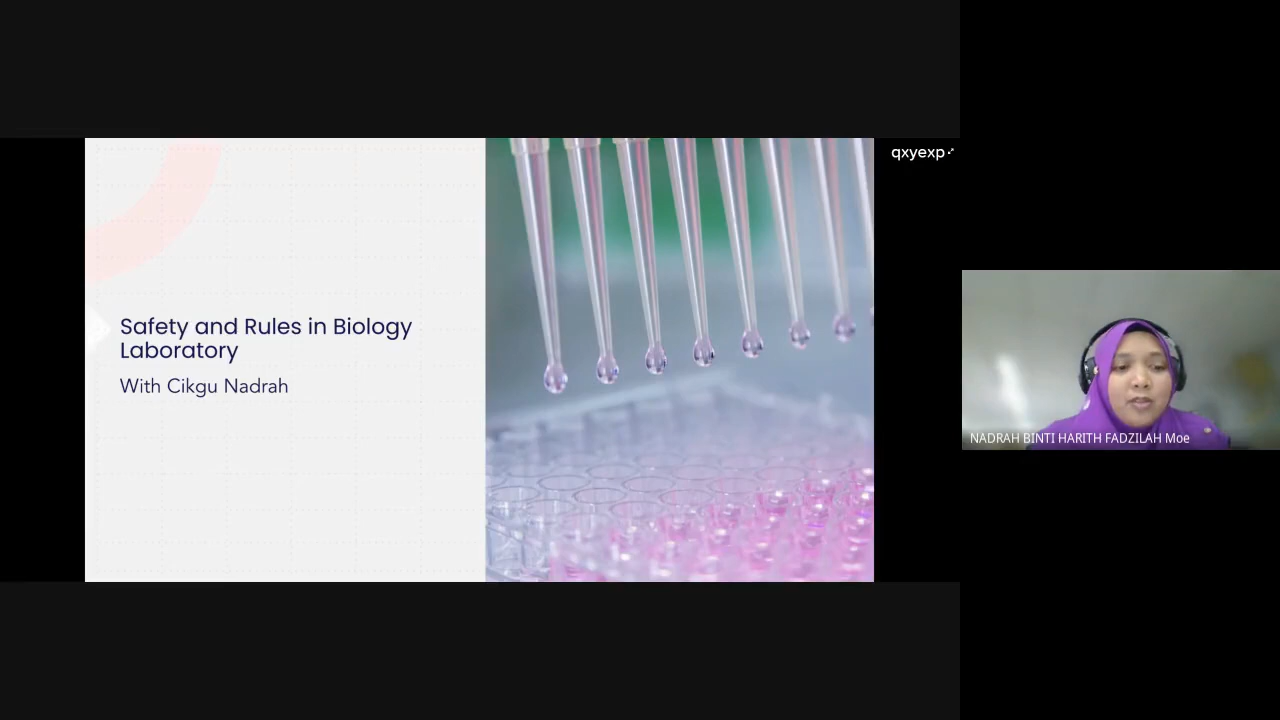 Safety and Rules in Biology
Laboratory
With Cikgu Nadrah
qxyexp
NADRAH BINTI HARITH FADZILAH Moe